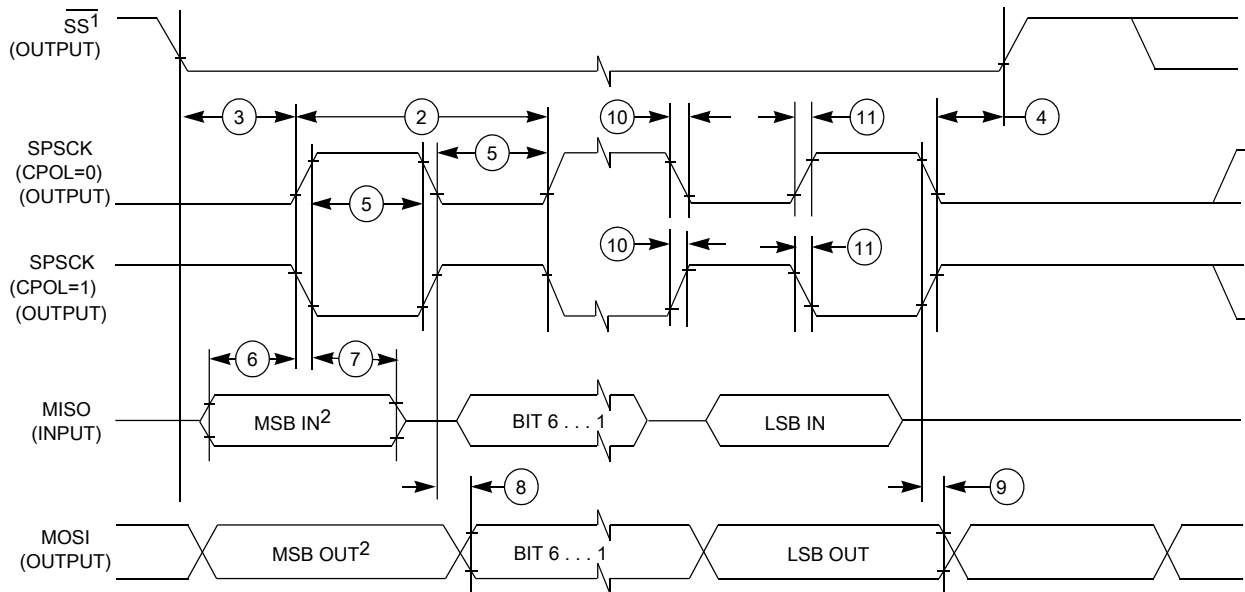 SS1
(OUTPUT)
3
2
10
11
4
SPSCK
(CPOL=0)
(OUTPUT)
5
5
SPSCK
(CPOL=1)
(OUTPUT)
10
11
6
7
MISO
(INPUT)
MSB IN2
BIT 6 . . . 1
LSB IN
8
9
MOSI
(OUTPUT)
MSB OUT2
BIT 6 . . . 1
LSB OUT